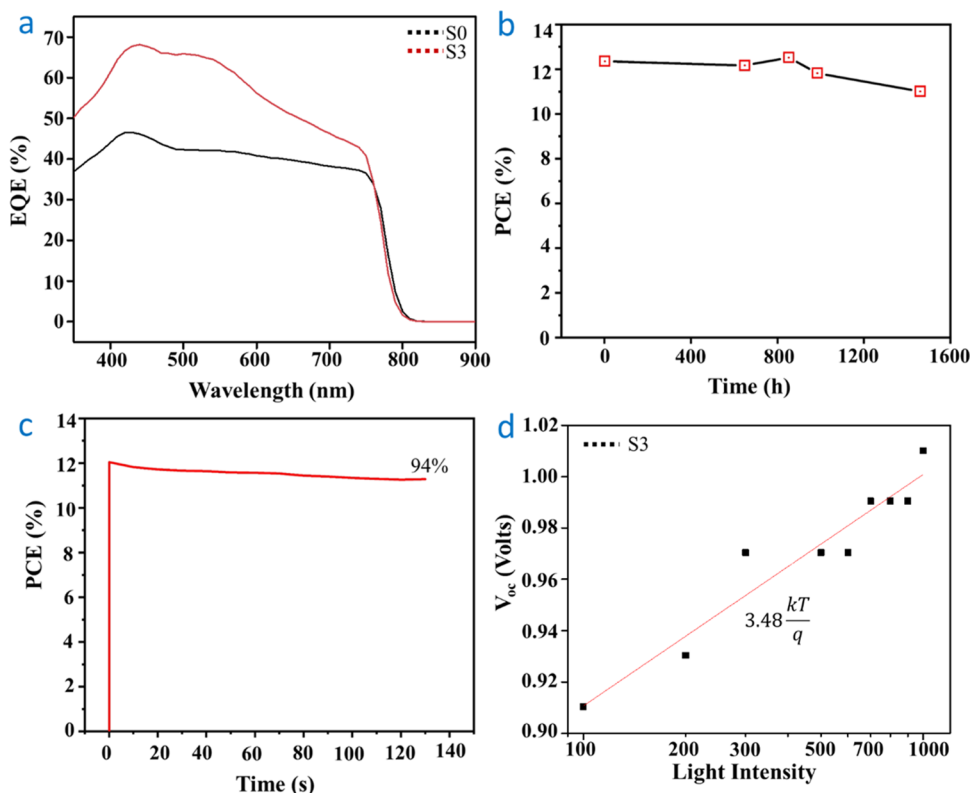 a
S0
S3
70
60
50
40
30
20
10
0
EQE (%)
400 500 600 700 800 900
Wavelength (nm)
b
14
12
10
8
6
4
2
0
PCE (%)
0 400 800 1200 1600
Time (h)
c
14
12
10
8
6
4
2
0
PCE (%)
94%
0 20 40 60 80 100 120 140
Time (s)
d
S3
1.02
1.00
0.98
0.96
0.94
0.92
0.90
Voc (Volts)
3.48 kT/q
100 200 300 500 700 1000
Light Intensity